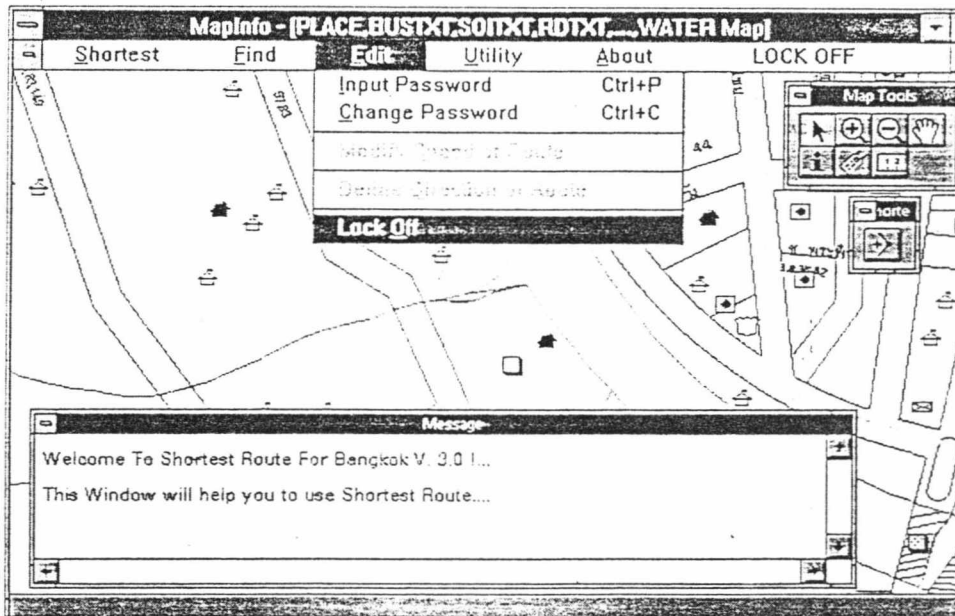 MapInfo - [PLACE,BUSTXT,SOITXT,RDTXT,...,WATER Map]
Shortest Find Edit Utility About LOCK OFF
Input Password Ctrl+P
Change Password Ctrl+C
Lock Off
Map Tools
Message
Welcome To Shortest Route For Bangkok V. 3.0 !...
This Window will help you to use Shortest Route....